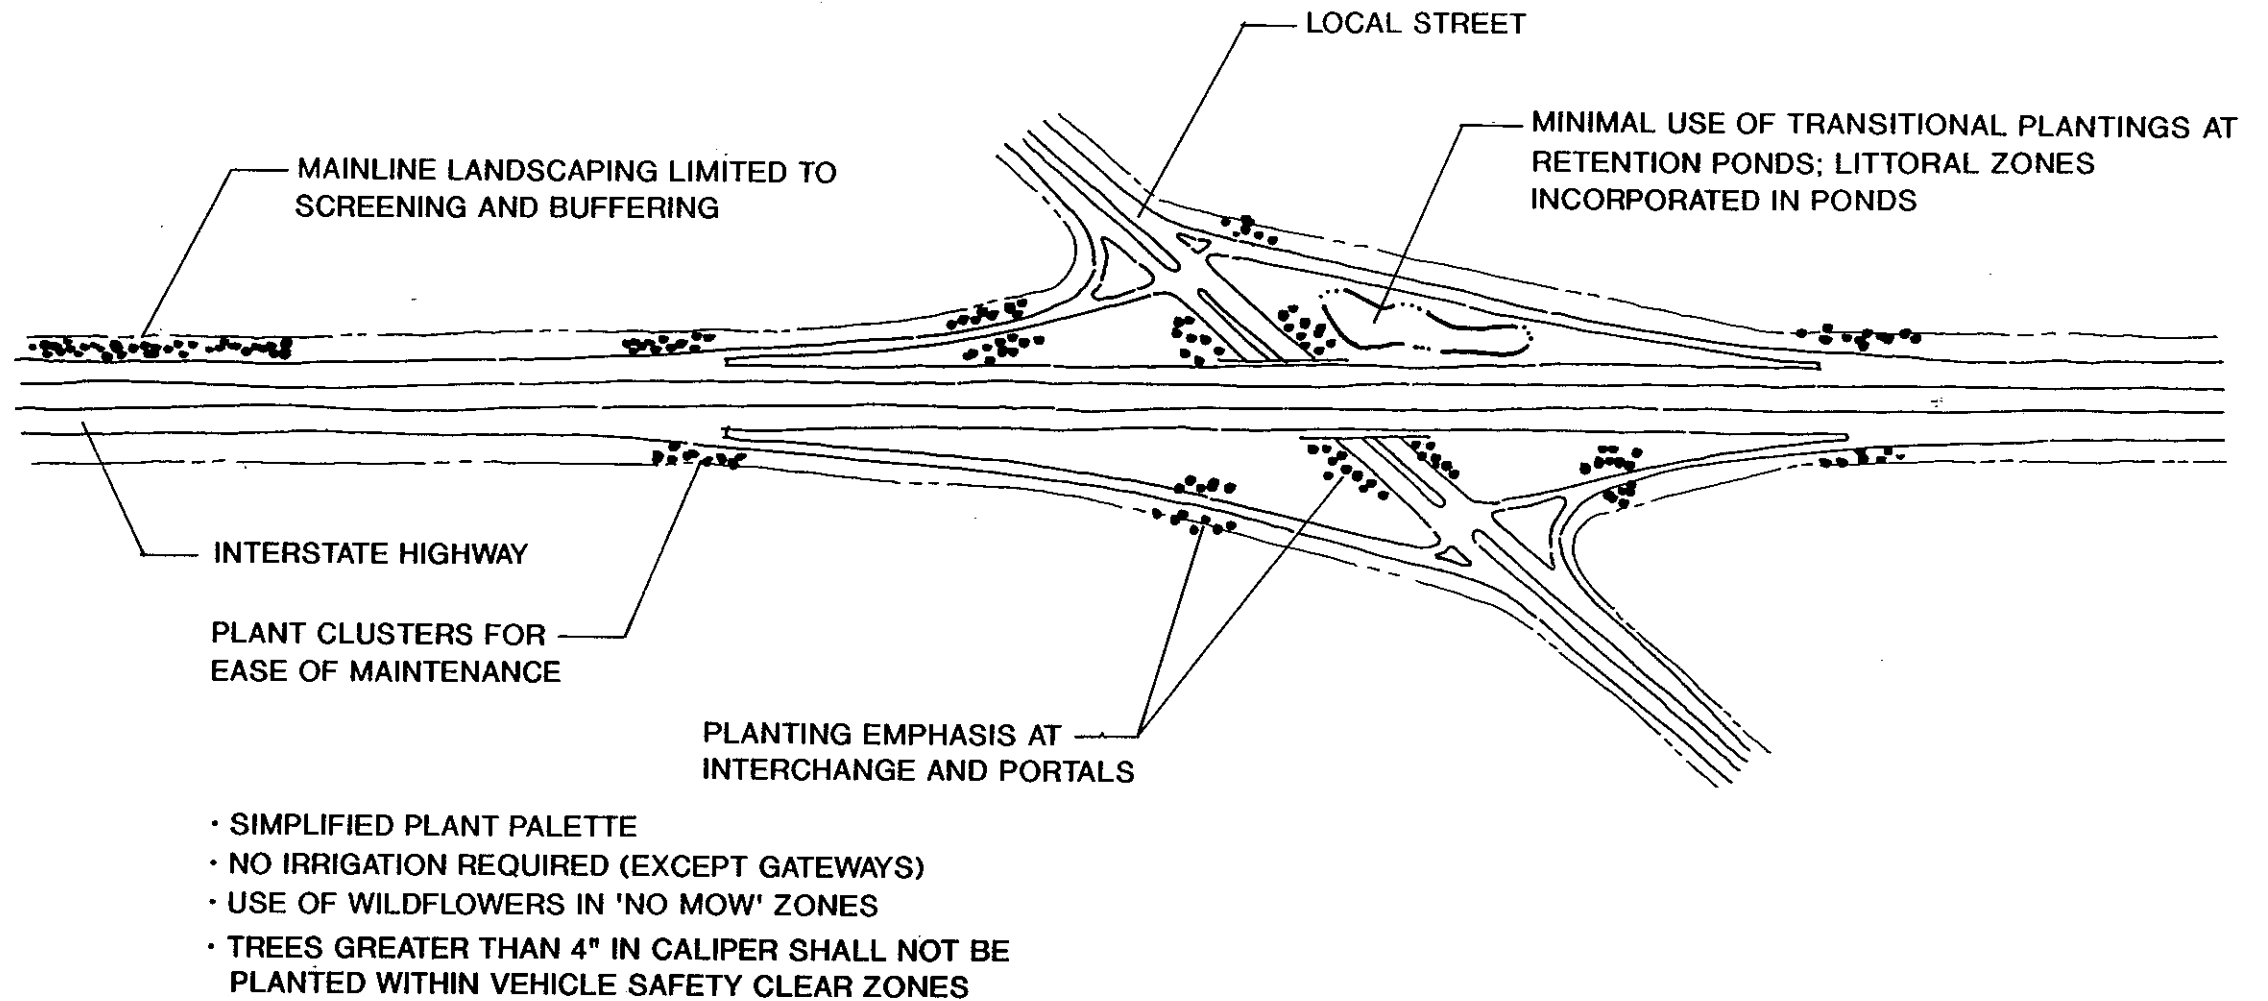 LOCAL STREET
MINIMAL USE OF TRANSITIONAL PLANTINGS AT
RETENTION PONDS; LITTORAL ZONES
INCORPORATED IN PONDS
MAINLINE LANDSCAPING LIMITED TO
SCREENING AND BUFFERING
INTERSTATE HIGHWAY
PLANT CLUSTERS FOR
EASE OF MAINTENANCE
PLANTING EMPHASIS AT
INTERCHANGE AND PORTALS
· SIMPLIFIED PLANT PALETTE
· NO IRRIGATION REQUIRED (EXCEPT GATEWAYS)
· USE OF WILDFLOWERS IN 'NO MOW' ZONES
· TREES GREATER THAN 4" IN CALIPER SHALL NOT BE
PLANTED WITHIN VEHICLE SAFETY CLEAR ZONES